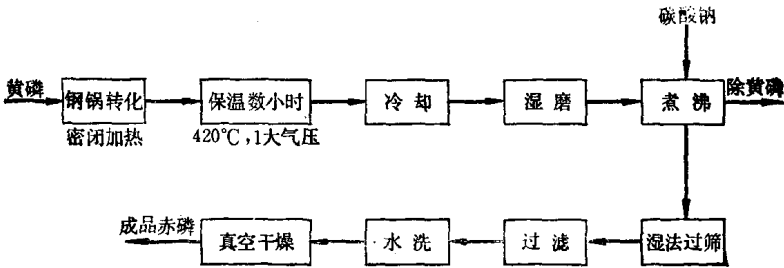 碳酸钠
黄磷
钢锅转化
保温数小时
冷却
湿磨
煮沸
除黄磷
密闭加热
420℃,1大气压
成品赤磷
真空干燥
水洗
过滤
湿法过筛